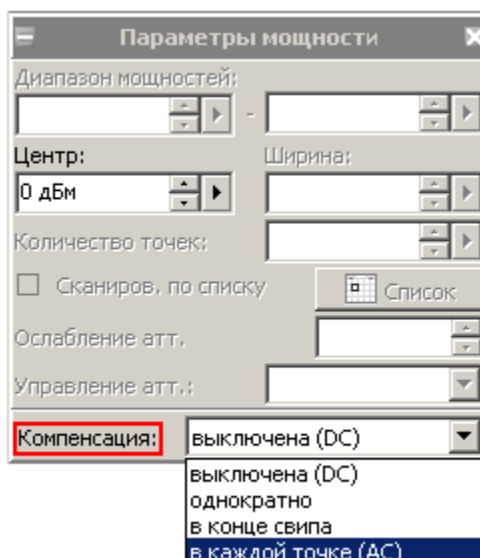 Параметры мощности
Диапазон мощностей:
-
Центр: Ширина:
0 дБм
Количество точек:
Сканиров. по списку Список
Ослабление атт.
Управление атт.:
Компенсация: выключена (DC)
выключена (DC)
однократно
в конце свипа
в каждой точке (AC)